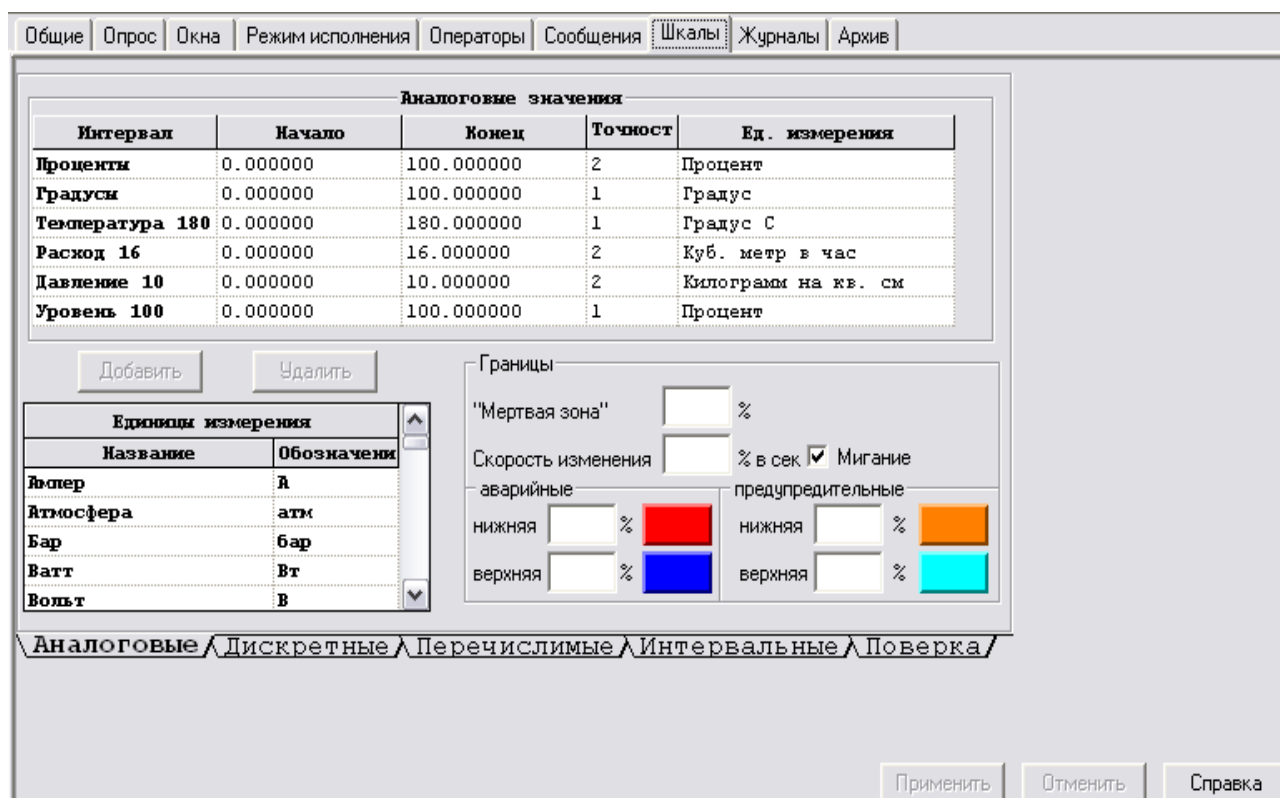 Общие Опрос Окна Режим исполнения Операторы Сообщения Шкалы Журналы Архив
Аналоговые значения
Интервал Начало Конец Точност Ед. измерения
Проценты 0.000000 100.000000 2 Процент
Градусы 0.000000 100.000000 1 Градус
Температура 180 0.000000 180.000000 1 Градус С
Расход 16 0.000000 16.000000 2 Куб. метр в час
Давление 10 0.000000 10.000000 2 Килограмм на кв. см
Уровень 100 0.000000 100.000000 1 Процент
Добавить Удалить
Единицы измерения
Название Обозначени
Ампер А
Атмосфера атм
Бар бар
Ватт Вт
Вольт В
Границы
"Мертвая зона" %
Скорость изменения % в сек Мигание
аварийные
нижняя %
верхняя %
предупредительные
нижняя %
верхняя %
Аналоговые Дискретные Перечислимые Интервальные Поверка
Применить Отменить Справка